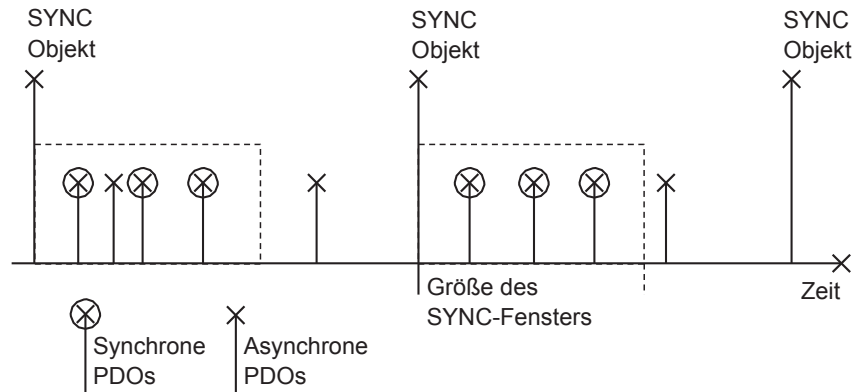 SYNC
Objekt
SYNC
Objekt
SYNC
Objekt
Größe des
SYNC-Fensters
Zeit
Synchrone
PDOs
Asynchrone
PDOs